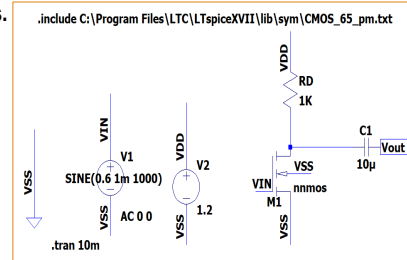 s.
.include C:\Program Files\LTC\LTspiceXVII\lib\sym\CMOS_65_pm.txt
VDD
RD
1K
C1
10µ
Vout
VSS
VIN
nnmos
M1
VSS
VIN
V1
SINE(0.6 1m 1000)
AC 0 0
VSS
VDD
V2
1.2
VSS
VSS
.tran 10m